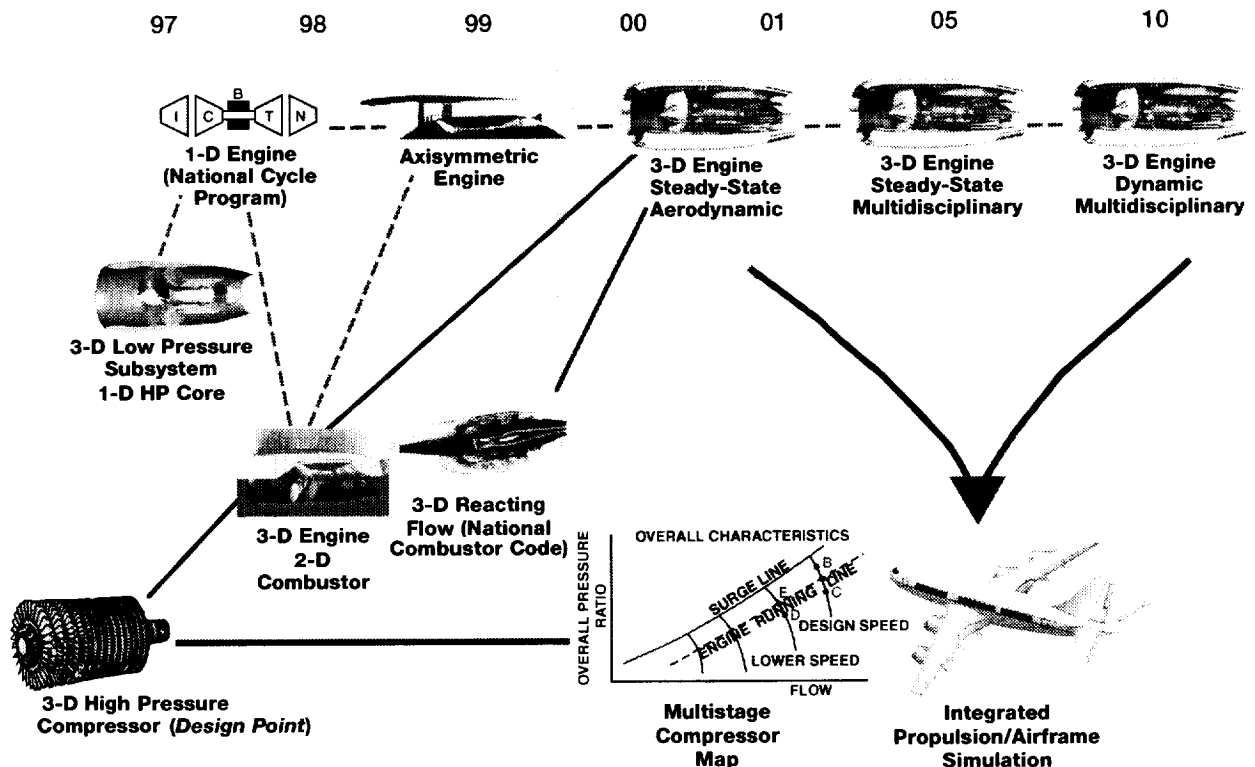 97 98 99 00 01 05 10
B
I C T N
1-D Engine
(National Cycle
Program)
Axisymmetric
Engine
3-D Engine
Steady-State
Aerodynamic
3-D Engine
Steady-State
Multidisciplinary
3-D Engine
Dynamic
Multidisciplinary
3-D Low Pressure
Subsystem
1-D HP Core
3-D Engine
2-D
Combustor
3-D Reacting
Flow (National
Combustor Code)
3-D High Pressure
Compressor (Design Point)
OVERALL CHARACTERISTICS
OVERALL PRESSURE
RATIO
SURGE LINE
ENGINE RUNNING LINE
B
E
C
D
DESIGN SPEED
LOWER SPEED
FLOW
Multistage
Compressor
Map
Integrated
Propulsion/Airframe
Simulation